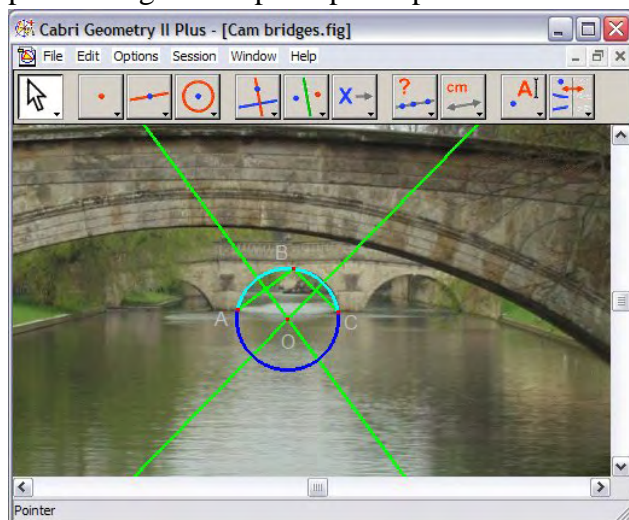 Cabri Geometry II Plus - [Cam bridges.fig]
File Edit Options Session Window Help
? cm A
B
A C
O
Pointer